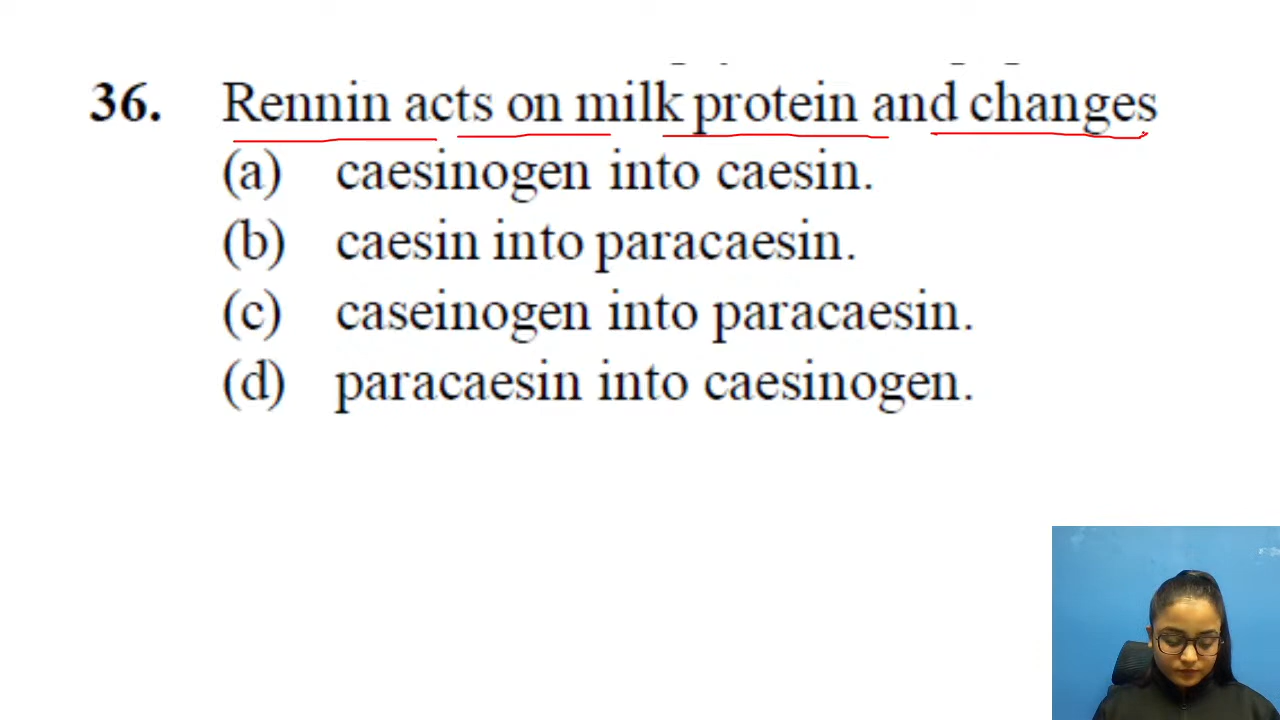 36. Rennin acts on milk protein and changes
(a) caesinogen into caesin.
(b) caesin into paracaesin.
(c) caseinogen into paracaesin.
(d) paracaesin into caesinogen.